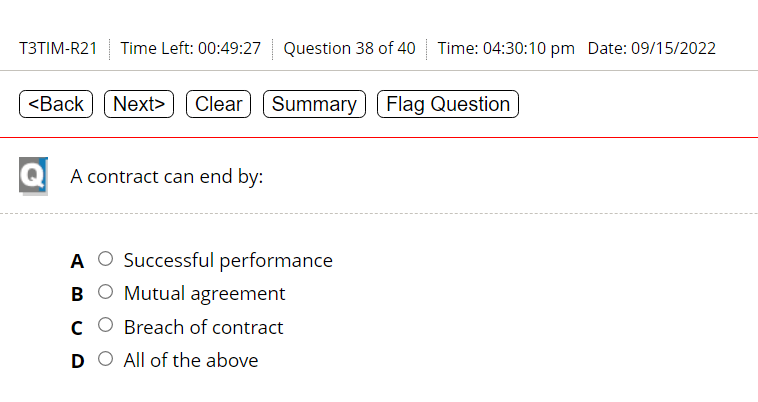 T3TIM-R21 Time Left: 00:49:27 Question 38 of 40 Time: 04:30:10 pm Date: 09/15/2022
<Back Next> Clear Summary Flag Question
Q A contract can end by:
A Successful performance
B Mutual agreement
C Breach of contract
D All of the above